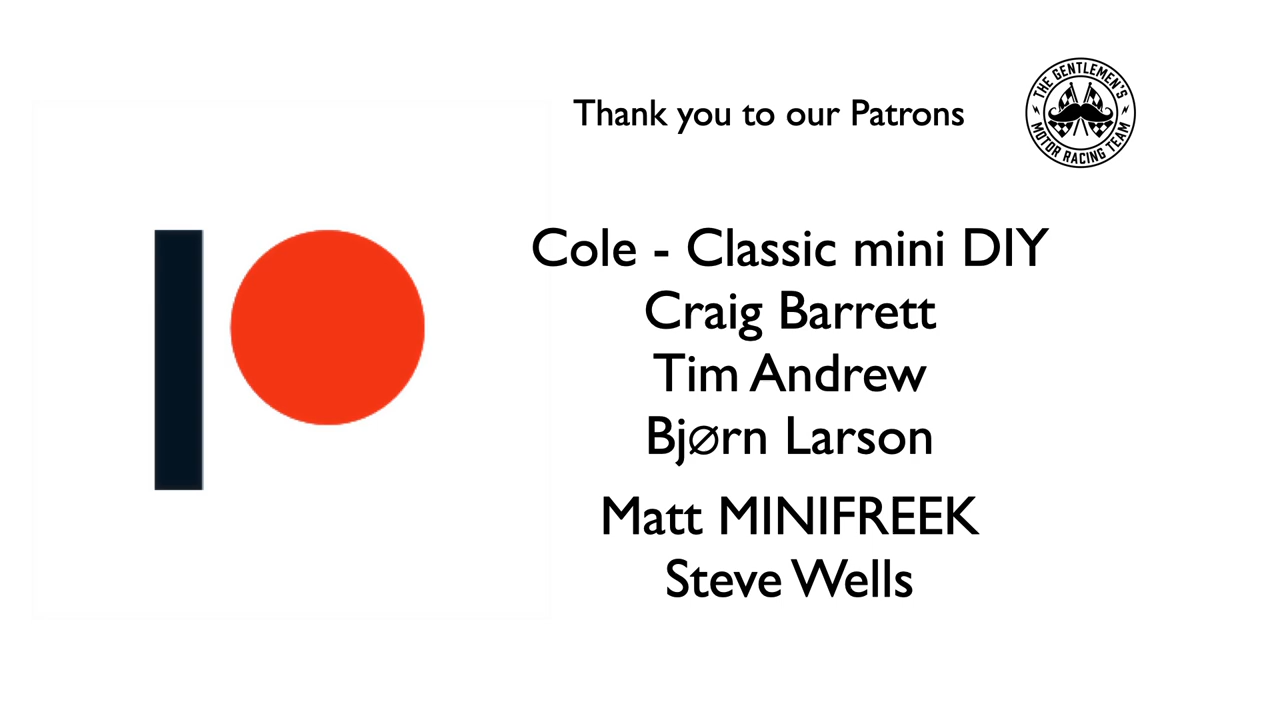 Thank you to our Patrons
THE GENTLEMEN'S
MOTOR RACING TEAM
Cole - Classic mini DIY
Craig Barrett
Tim Andrew
Bjørn Larson
Matt MINIFREEK
Steve Wells